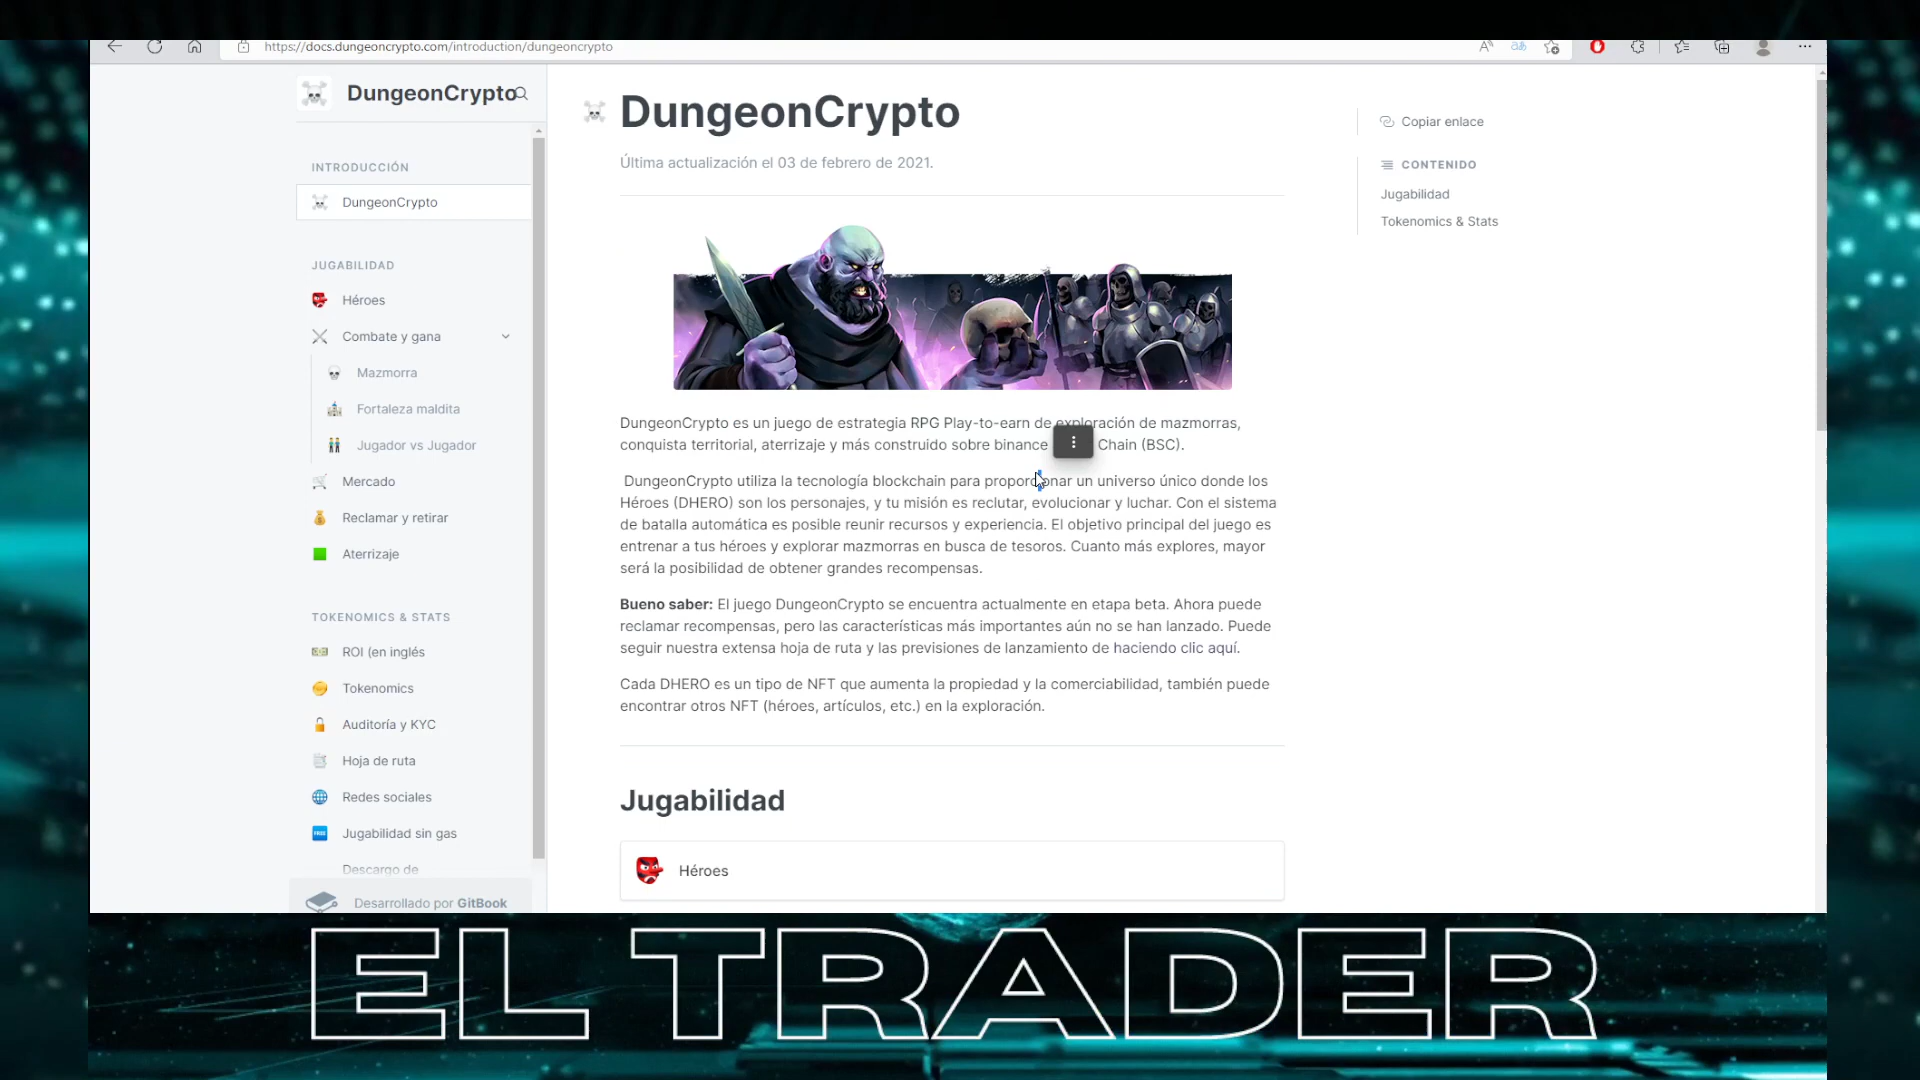 https://docs.dungeoncrypto.com/introduction/dungeoncrypto
DungeonCrypto
INTRODUCCIÓN
DungeonCrypto
JUGABILIDAD
Héroes
Combate y gana
Mazmorra
Fortaleza maldita
Jugador vs Jugador
Mercado
Reclamar y retirar
Aterrizaje
TOKENOMICS & STATS
ROI (en inglés
Tokenomics
Auditoría y KYC
Hoja de ruta
Redes sociales
FREE
Jugabilidad sin gas
Descargo de
Desarrollado por GitBook
DungeonCrypto
Última actualización el 03 de febrero de 2021.
DungeonCrypto es un juego de estrategia RPG Play-to-earn de exploración de mazmorras,
conquista territorial, aterrizaje y más construido sobre binance Chain (BSC).
DungeonCrypto utiliza la tecnología blockchain para proporcionar un universo único donde los
Héroes (DHERO) son los personajes, y tu misión es reclutar, evolucionar y luchar. Con el sistema
de batalla automática es posible reunir recursos y experiencia. El objetivo principal del juego es
entrenar a tus héroes y explorar mazmorras en busca de tesoros. Cuanto más explores, mayor
será la posibilidad de obtener grandes recompensas.
Bueno saber: El juego DungeonCrypto se encuentra actualmente en etapa beta. Ahora puede
reclamar recompensas, pero las características más importantes aún no se han lanzado. Puede
seguir nuestra extensa hoja de ruta y las previsiones de lanzamiento de haciendo clic aquí.
Cada DHERO es un tipo de NFT que aumenta la propiedad y la comerciabilidad, también puede
encontrar otros NFT (héroes, artículos, etc.) en la exploración.
Jugabilidad
Héroes
Copiar enlace
CONTENIDO
Jugabilidad
Tokenomics & Stats
EL TRADER